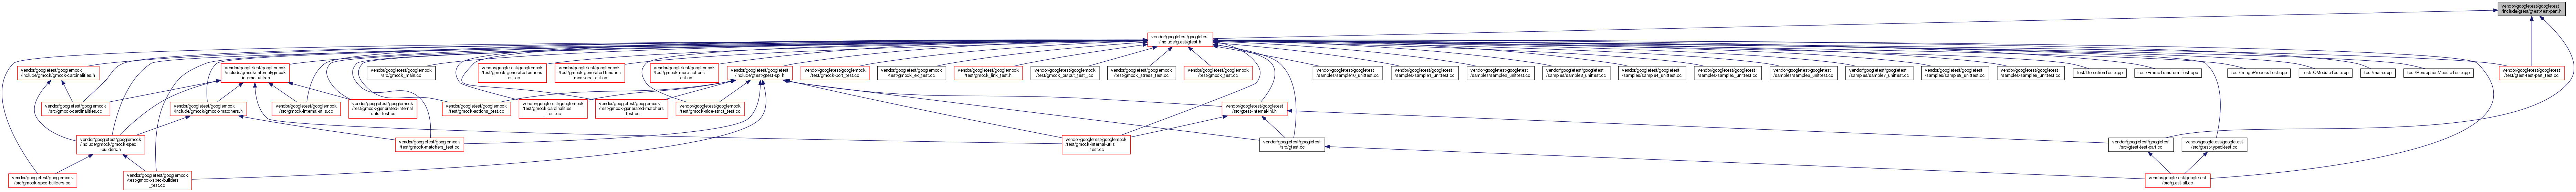 vendor/googletest/googletest
/include/gtest/gtest-test-part.h
vendor/googletest/googletest
/include/gtest/gtest.h
vendor/googletest/googlemock
/include/gmock/gmock-cardinalities.h
vendor/googletest/googlemock
/include/gmock/internal/gmock
-internal-utils.h
vendor/googletest/googlemock
/src/gmock_main.cc
vendor/googletest/googlemock
/test/gmock-generated-actions
_test.cc
vendor/googletest/googlemock
/test/gmock-generated-function
-mockers_test.cc
vendor/googletest/googlemock
/test/gmock-more-actions
_test.cc
vendor/googletest/googletest
/include/gtest/gtest-spi.h
vendor/googletest/googlemock
/test/gmock-port_test.cc
vendor/googletest/googlemock
/test/gmock_ex_test.cc
vendor/googletest/googlemock
/test/gmock_link_test.h
vendor/googletest/googlemock
/test/gmock_output_test_.cc
vendor/googletest/googlemock
/test/gmock_stress_test.cc
vendor/googletest/googlemock
/test/gmock_test.cc
vendor/googletest/googletest
/samples/sample10_unittest.cc
vendor/googletest/googletest
/samples/sample1_unittest.cc
vendor/googletest/googletest
/samples/sample2_unittest.cc
vendor/googletest/googletest
/samples/sample3_unittest.cc
vendor/googletest/googletest
/samples/sample4_unittest.cc
vendor/googletest/googletest
/samples/sample5_unittest.cc
vendor/googletest/googletest
/samples/sample6_unittest.cc
vendor/googletest/googletest
/samples/sample7_unittest.cc
vendor/googletest/googletest
/samples/sample8_unittest.cc
vendor/googletest/googletest
/samples/sample9_unittest.cc
test/DetectionTest.cpp
test/FrameTransformTest.cpp
test/ImageProcessTest.cpp
test/IOModuleTest.cpp
test/main.cpp
test/PerceptionModuleTest.cpp
vendor/googletest/googletest
/test/gtest-test-part_test.cc
vendor/googletest/googlemock
/src/gmock-cardinalities.cc
vendor/googletest/googlemock
/include/gmock/gmock-matchers.h
vendor/googletest/googlemock
/src/gmock-internal-utils.cc
vendor/googletest/googlemock
/test/gmock-generated-internal
-utils_test.cc
vendor/googletest/googlemock
/test/gmock-actions_test.cc
vendor/googletest/googlemock
/test/gmock-cardinalities
_test.cc
vendor/googletest/googlemock
/test/gmock-generated-matchers
_test.cc
vendor/googletest/googlemock
/test/gmock-nice-strict_test.cc
vendor/googletest/googletest
/src/gtest-internal-inl.h
vendor/googletest/googlemock
/include/gmock/gmock-spec
-builders.h
vendor/googletest/googlemock
/test/gmock-matchers_test.cc
vendor/googletest/googlemock
/test/gmock-internal-utils
_test.cc
vendor/googletest/googletest
/src/gtest.cc
vendor/googletest/googletest
/src/gtest-test-part.cc
vendor/googletest/googletest
/src/gtest-typed-test.cc
vendor/googletest/googlemock
/src/gmock-spec-builders.cc
vendor/googletest/googlemock
/test/gmock-spec-builders
_test.cc
vendor/googletest/googletest
/src/gtest-all.cc